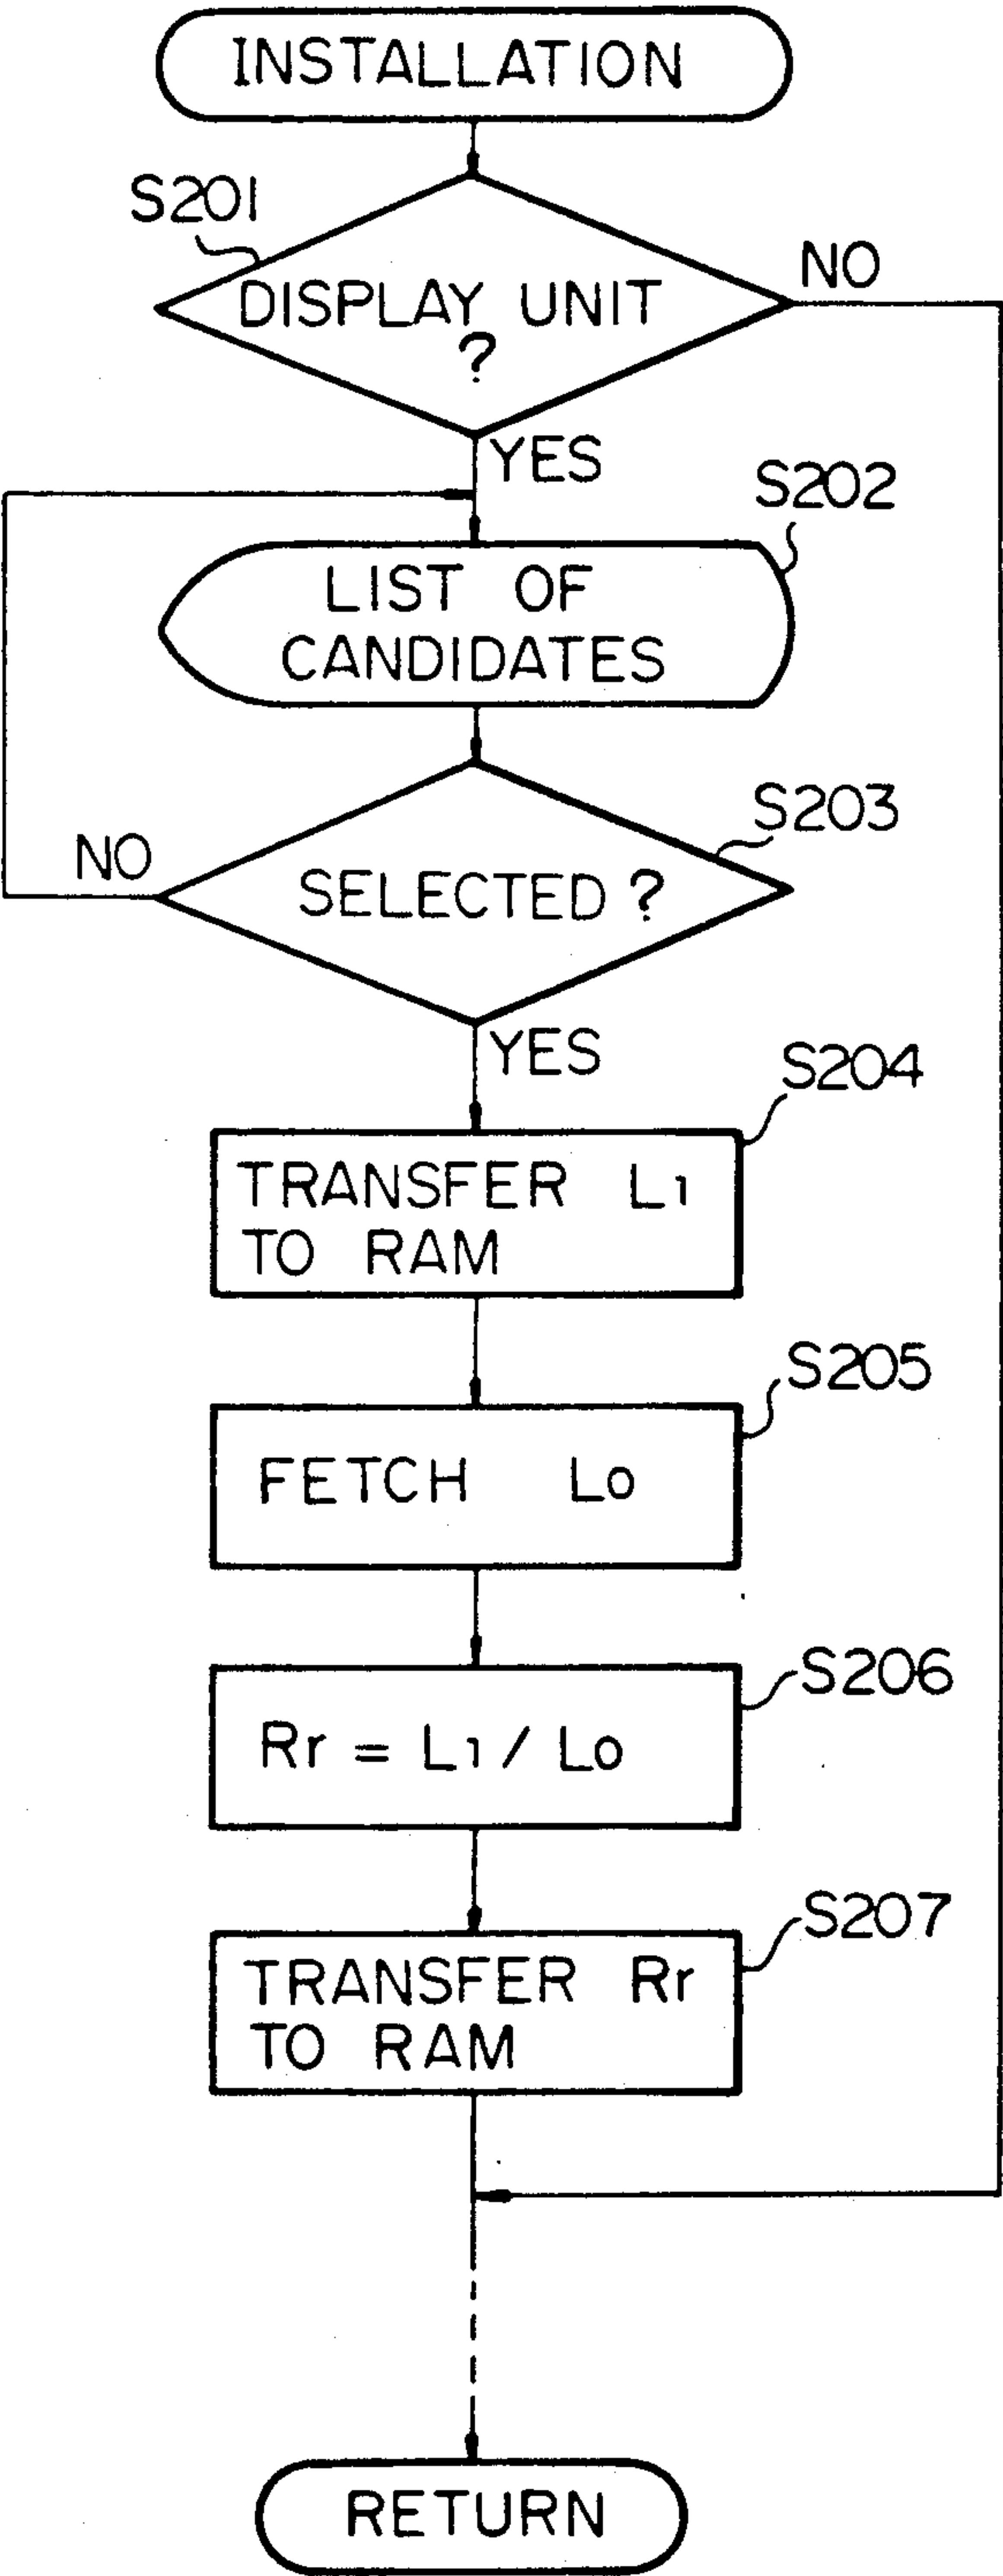 INSTALLATION
S201
DISPLAY UNIT
?
NO
YES
S202
LIST OF
CANDIDATES
S203
NO
SELECTED ?
YES
S204
TRANSFER L1
TO RAM
S205
FETCH Lo
S206
Rr = L1 / Lo
S207
TRANSFER Rr
TO RAM
RETURN